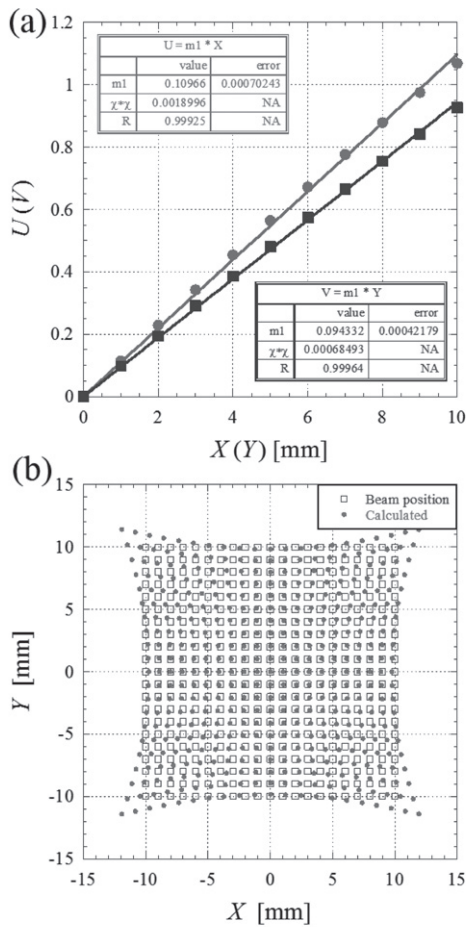 (a)
1.2
1
0.8
0.6
0.4
0.2
0
U (V)
U = m1 * X
value error
m1 0.10966 0.00070243
χ*χ 0.0018996 NA
R 0.99925 NA
V = m1 * Y
value error
m1 0.094332 0.00042179
χ*χ 0.00068493 NA
R 0.99964 NA
0 2 4 6 8 10
X (Y) [mm]
(b)
15
10
5
0
-5
-10
-15
Y [mm]
Beam position
Calculated
-15 -10 -5 0 5 10 15
X [mm]